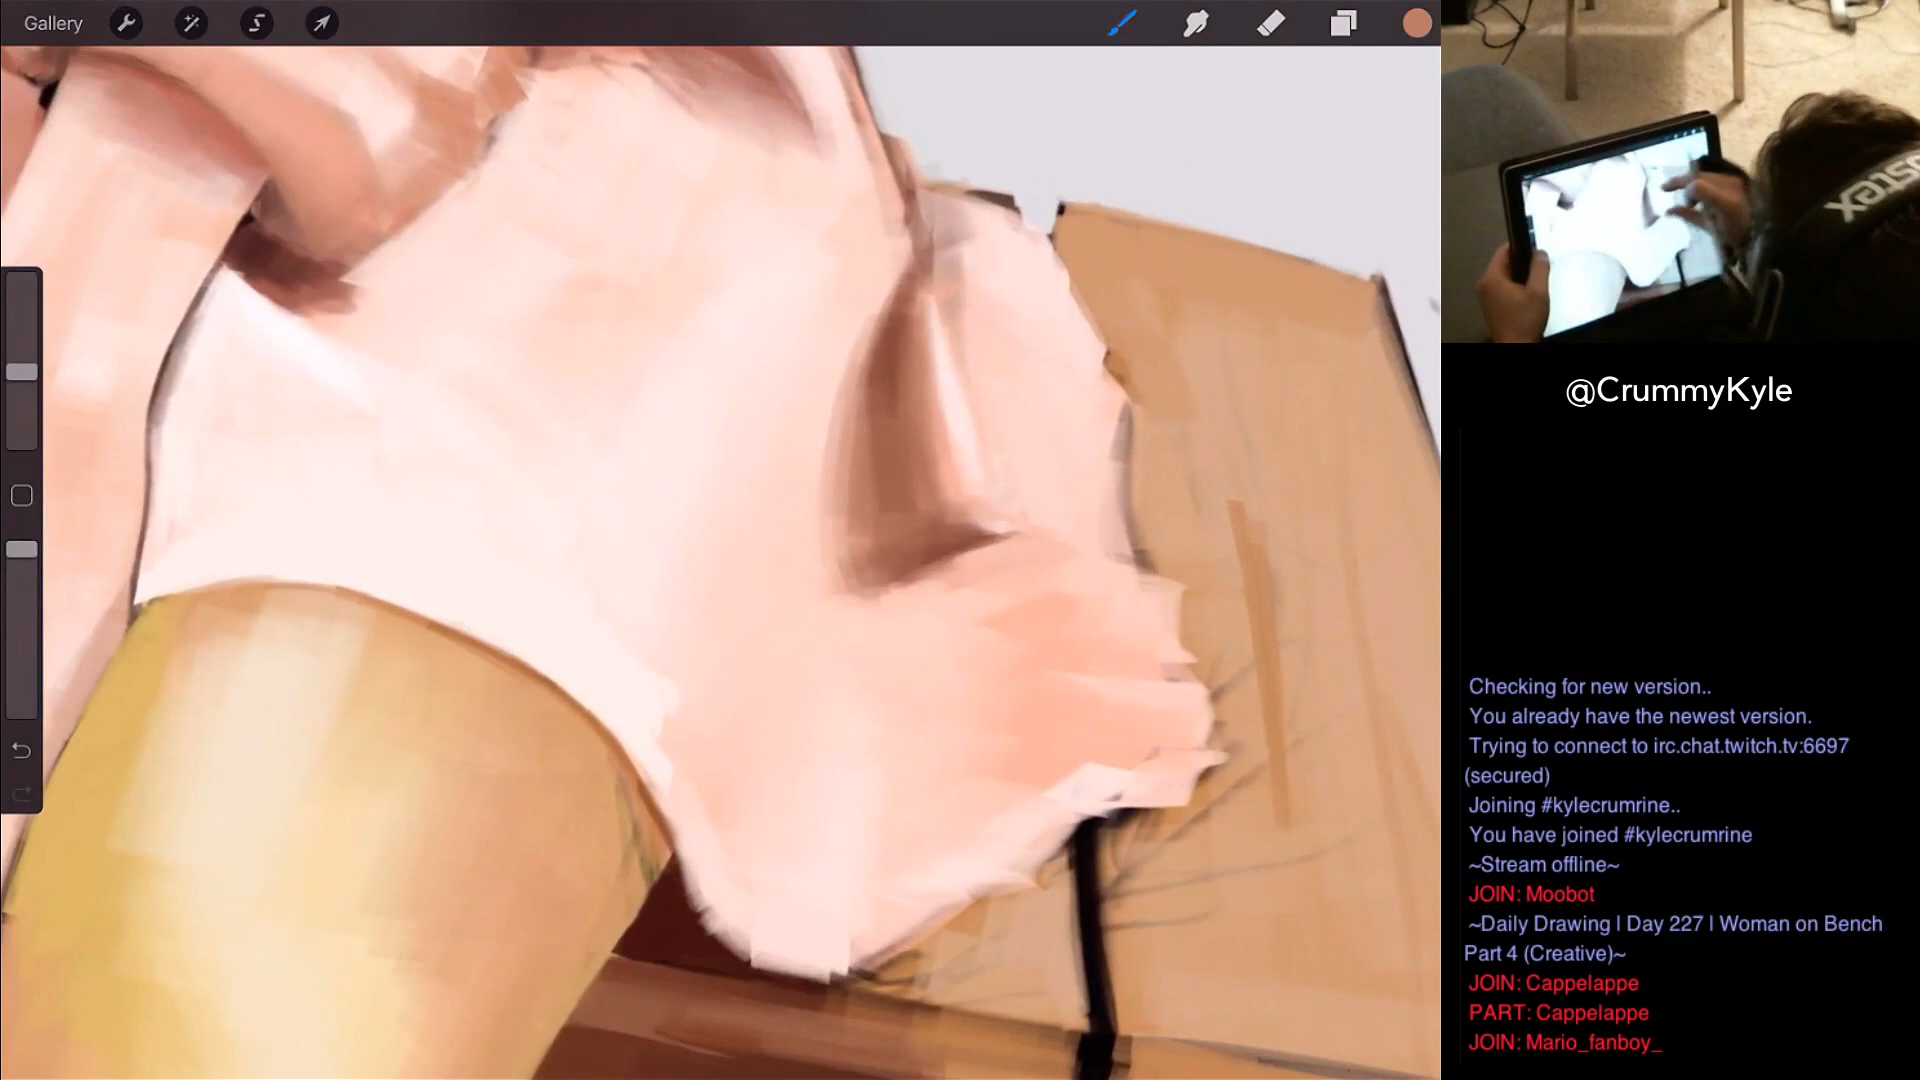 Gallery
@CrummyKyle
Checking for new version..
You already have the newest version.
Trying to connect to irc.chat.twitch.tv:6697
(secured)
Joining #kylecrumrine..
You have joined #kylecrumrine
~Stream offline~
JOIN: Moobot
~Daily Drawing | Day 227 | Woman on Bench
Part 4 (Creative)~
JOIN: Cappelappe
PART: Cappelappe
JOIN: Mario_fanboy_